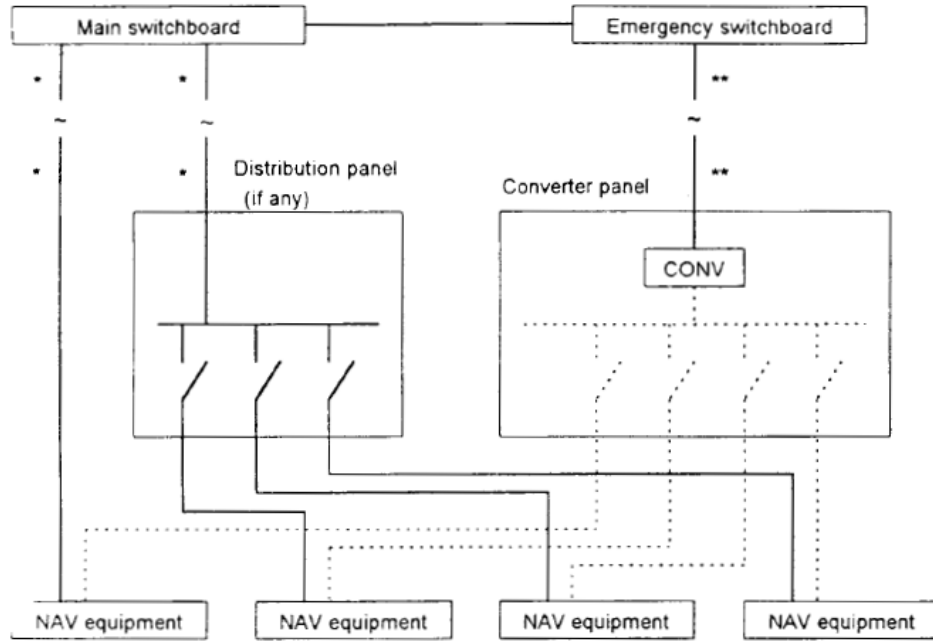 Main switchboard
Emergency switchboard
* * **
~ ~ ~
* * **
Distribution panel
(if any)
Converter panel
CONV
NAV equipment
NAV equipment
NAV equipment
NAV equipment